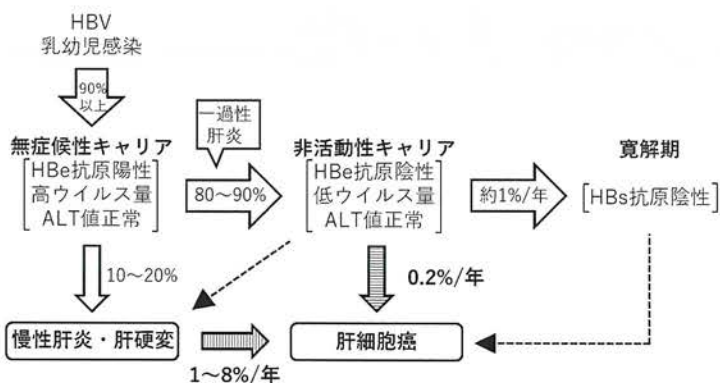 HBV
乳幼児感染
90%
以上
一過性
肝炎
無症候性キャリア
HBe抗原陽性
高ウイルス量
ALT値正常
80〜90%
非活動性キャリア
HBe抗原陰性
低ウイルス量
ALT値正常
約1%/年
寛解期
[HBs抗原陰性]
10〜20%
0.2%/年
慢性肝炎・肝硬変
1〜8%/年
肝細胞癌